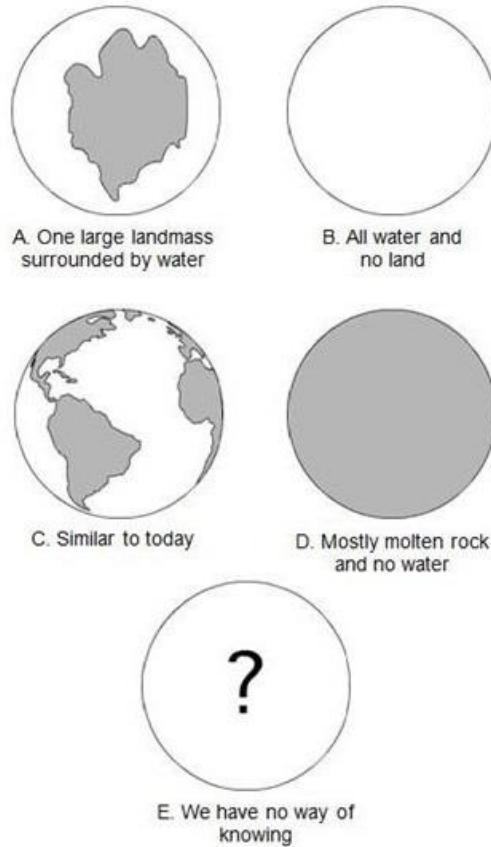 A. One large landmass
surrounded by water
B. All water and
no land
C. Similar to today
D. Mostly molten rock
and no water
?
E. We have no way of
knowing